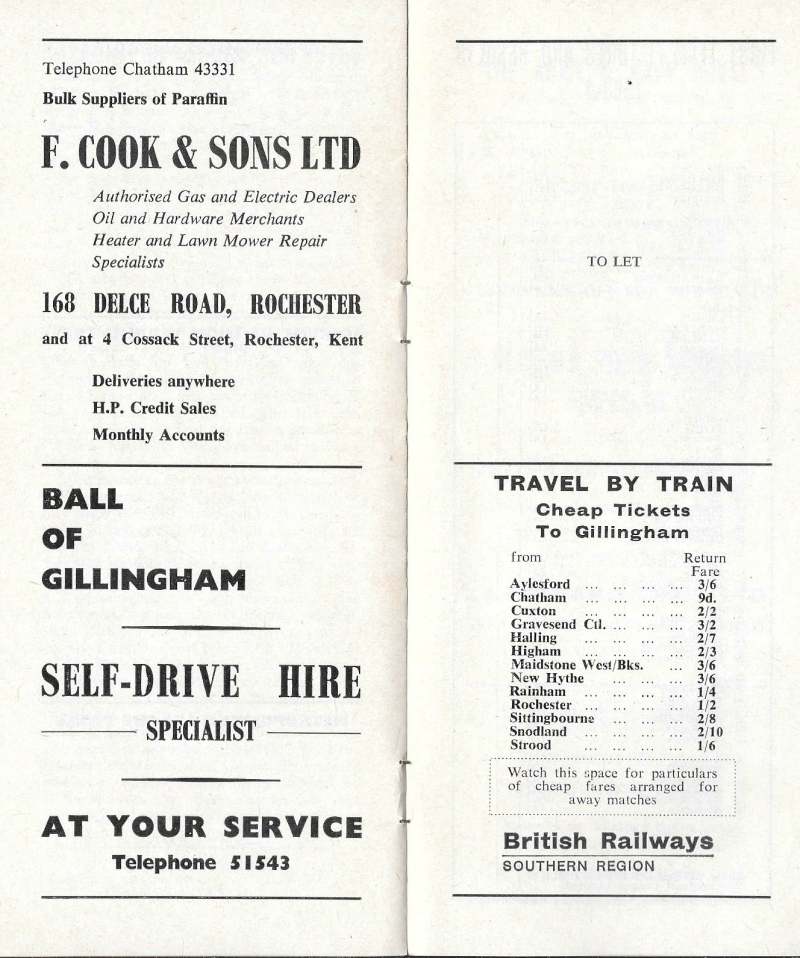 Telephone Chatham 43331
Bulk Suppliers of Paraffin
F. COOK & SONS LTD
Authorised Gas and Electric Dealers
Oil and Hardware Merchants
Heater and Lawn Mower Repair
Specialists
168 DELCE ROAD, ROCHESTER
and at 4 Cossack Street, Rochester, Kent
Deliveries anywhere
H.P. Credit Sales
Monthly Accounts
BALL
OF
GILLINGHAM
SELF-DRIVE HIRE
SPECIALIST
AT YOUR SERVICE
Telephone 51543
TO LET
TRAVEL BY TRAIN
Cheap Tickets
To Gillingham
from Return
Fare
Aylesford ... ... ... ... 3/6
Chatham ... ... ... ... 9d.
Cuxton ... ... ... ... 2/2
Gravesend Ctl. ... ... ... 3/2
Halling ... ... ... ... 2/7
Higham ... ... ... ... 2/3
Maidstone West/Bks. ... 3/6
New Hythe ... ... ... 3/6
Rainham ... ... ... ... 1/4
Rochester ... ... ... ... 1/2
Sittingbourne ... ... ... 2/8
Snodland ... ... ... ... 2/10
Strood ... ... ... ... 1/6
Watch this space for particulars
of cheap fares arranged for
away matches
British Railways
SOUTHERN REGION